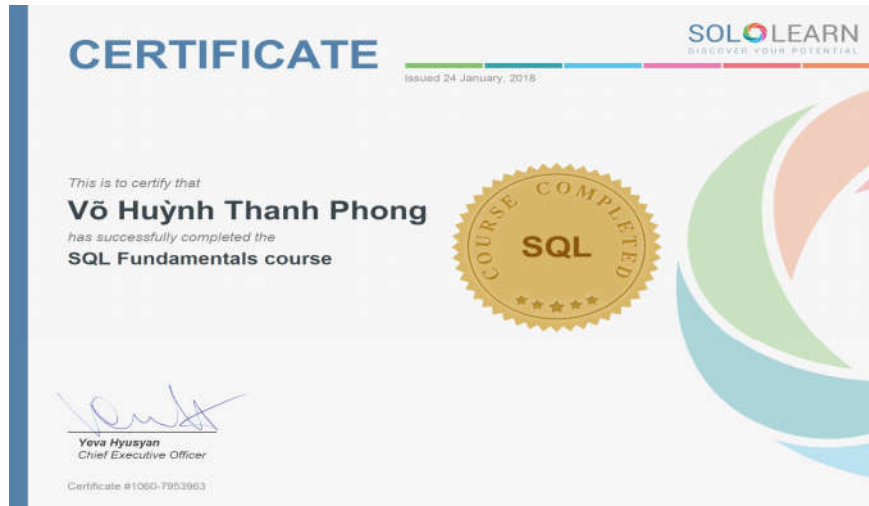 CERTIFICATE
SOLOLEARN
DISCOVER YOUR POTENTIAL
Issued 24 January, 2018
This is to certify that
Võ Huỳnh Thanh Phong
has successfully completed the
SQL Fundamentals course
COURSE COMPLETED
SQL
Yeva Hyusyan
Chief Executive Officer
Certificate #1060-7953963